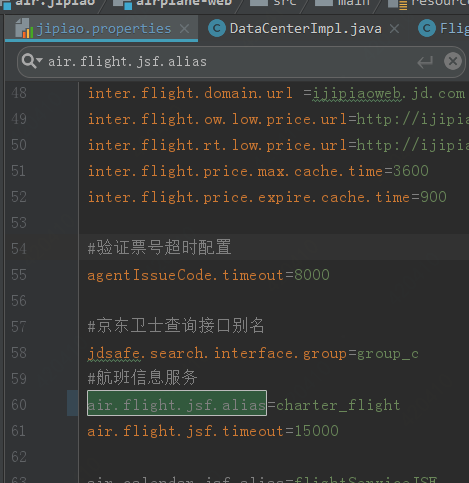 air.jipiao airplane-web src main resource
jipiao.properties DataCenterImpl.java Fli
air.flight.jsf.alias
48 inter.flight.domain.url =ijipiaoweb.jd.com
49 inter.flight.ow.low.price.url=http://ijipia
50 inter.flight.rt.low.price.url=http://ijipia
51 inter.flight.price.max.cache.time=3600
52 inter.flight.price.expire.cache.time=900
53
54 #验证票号超时配置
55 agentIssueCode.timeout=8000
56
57 #京东卫士查询接口别名
58 jdsafe.search.interface.group=group_c
59 #航班信息服务
60 air.flight.jsf.alias=charter_flight
61 air.flight.jsf.timeout=15000
62
63 air.calendar.jsf.alias=flightServiceJSF